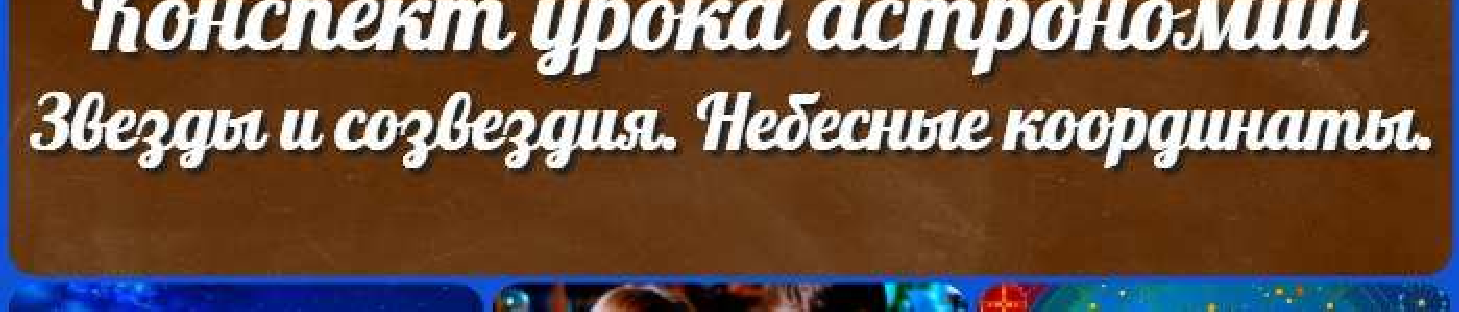 Конспект урока астрономии
Звезды и созвездия. Небесные координаты.